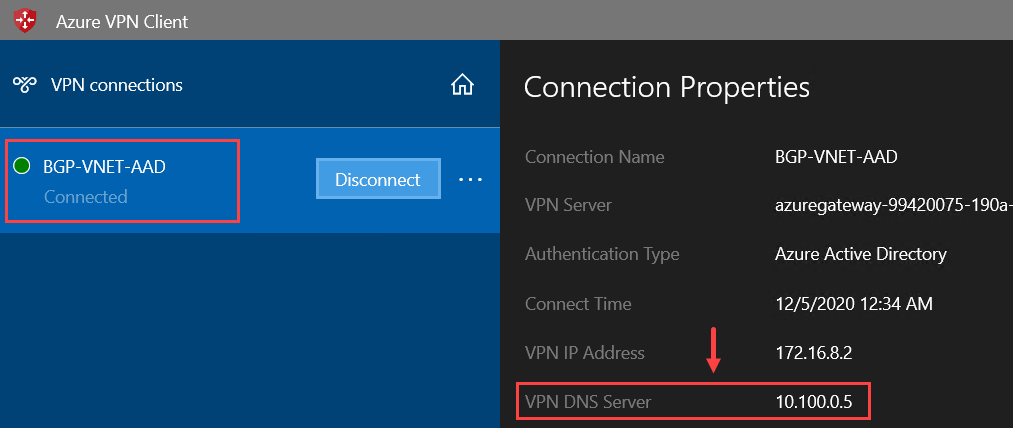 Azure VPN Client
VPN connections
BGP-VNET-AAD
Connected
Disconnect
Connection Properties
Connection Name BGP-VNET-AAD
VPN Server azuregateway-99420075-190a-
Authentication Type Azure Active Directory
Connect Time 12/5/2020 12:34 AM
VPN IP Address 172.16.8.2
VPN DNS Server 10.100.0.5